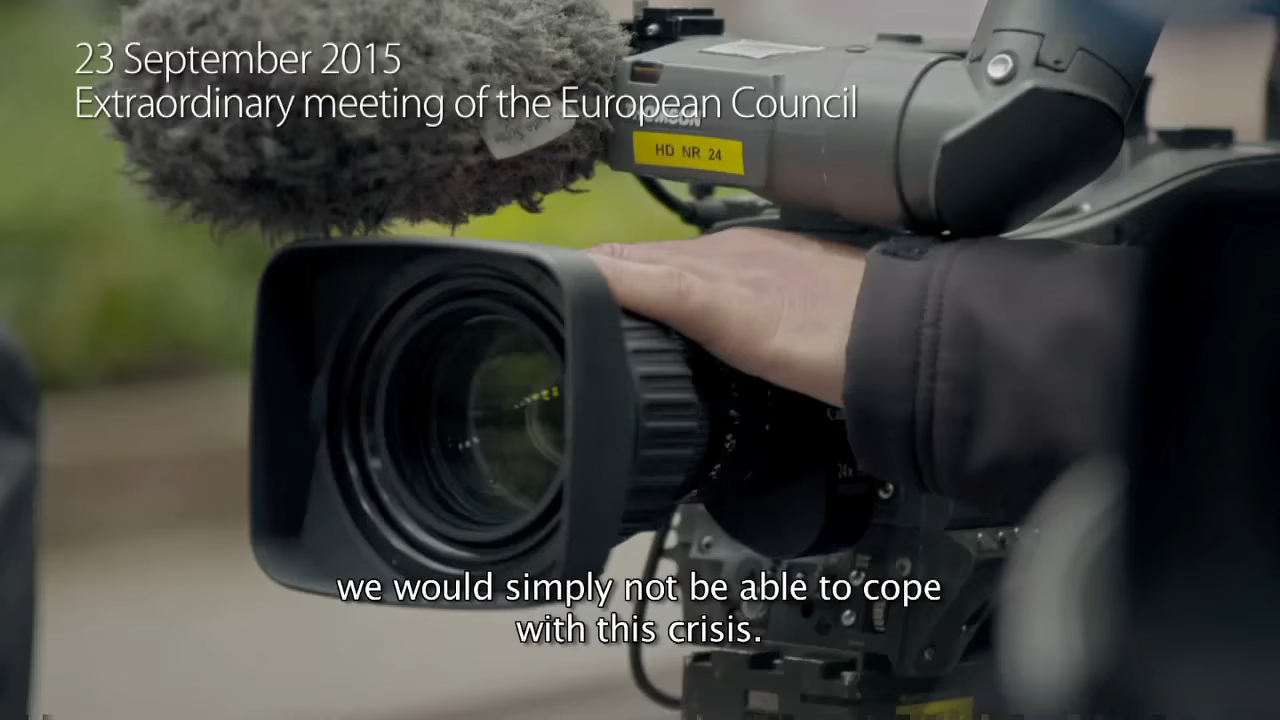 23 September 2015
Extraordinary meeting of the European Council
HD NR 24
we would simply not be able to cope
with this crisis.